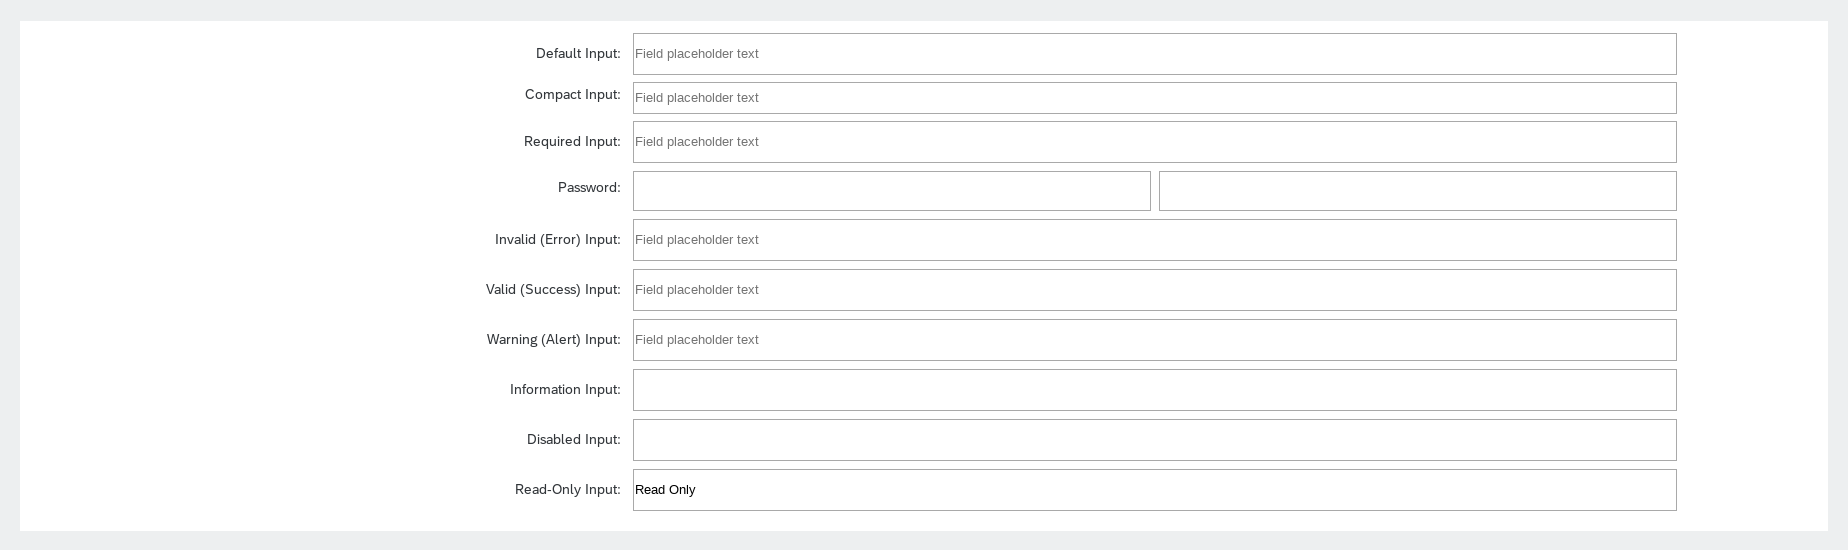 Default Input: Field placeholder text
Compact Input: Field placeholder text
Required Input: Field placeholder text
Password:
Invalid (Error) Input: Field placeholder text
Valid (Success) Input: Field placeholder text
Warning (Alert) Input: Field placeholder text
Information Input:
Disabled Input:
Read-Only Input: Read Only